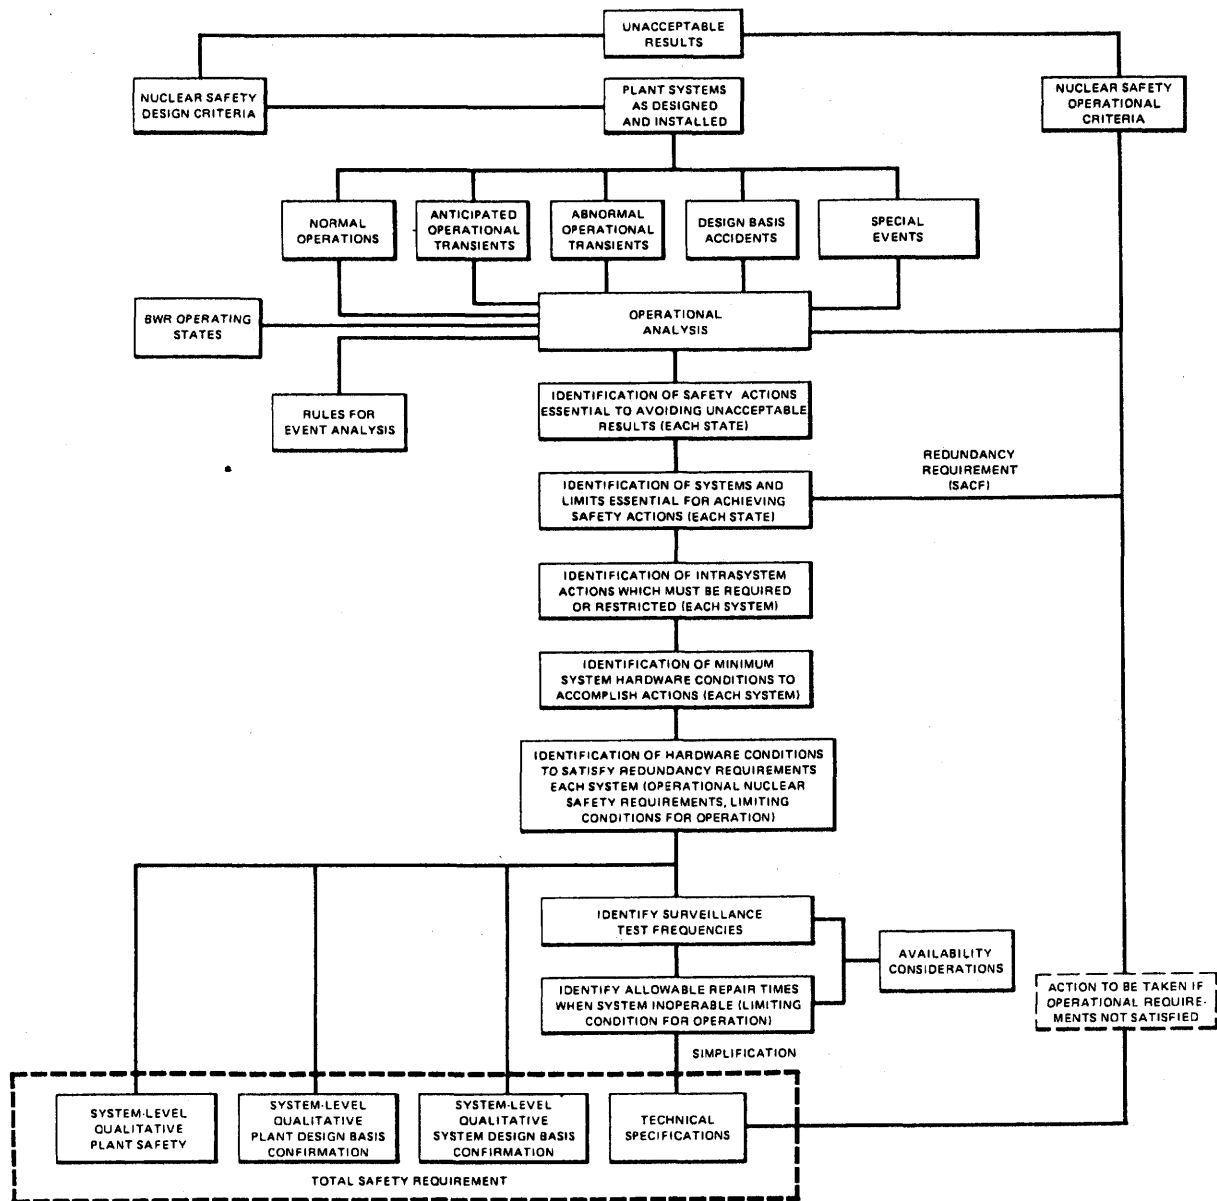 UNACCEPTABLE
RESULTS
NUCLEAR SAFETY
DESIGN CRITERIA
PLANT SYSTEMS
AS DESIGNED
AND INSTALLED
NUCLEAR SAFETY
OPERATIONAL
CRITERIA
NORMAL
OPERATIONS
ANTICIPATED
OPERATIONAL
TRANSIENTS
ABNORMAL
OPERATIONAL
TRANSIENTS
DESIGN BASIS
ACCIDENTS
SPECIAL
EVENTS
BWR OPERATING
STATES
OPERATIONAL
ANALYSIS
RULES FOR
EVENT ANALYSIS
IDENTIFICATION OF SAFETY ACTIONS
ESSENTIAL TO AVOIDING UNACCEPTABLE
RESULTS (EACH STATE)
REDUNDANCY
REQUIREMENT
(SACF)
IDENTIFICATION OF SYSTEMS AND
LIMITS ESSENTIAL FOR ACHIEVING
SAFETY ACTIONS (EACH STATE)
IDENTIFICATION OF INTRASYSTEM
ACTIONS WHICH MUST BE REQUIRED
OR RESTRICTED (EACH SYSTEM)
IDENTIFICATION OF MINIMUM
SYSTEM HARDWARE CONDITIONS TO
ACCOMPLISH ACTIONS (EACH SYSTEM)
IDENTIFICATION OF HARDWARE CONDITIONS
TO SATISFY REDUNDANCY REQUIREMENTS
EACH SYSTEM (OPERATIONAL NUCLEAR
SAFETY REQUIREMENTS, LIMITING
CONDITIONS FOR OPERATION)
IDENTIFY SURVEILLANCE
TEST FREQUENCIES
AVAILABILITY
CONSIDERATIONS
IDENTIFY ALLOWABLE REPAIR TIMES
WHEN SYSTEM INOPERABLE (LIMITING
CONDITION FOR OPERATION)
ACTION TO BE TAKEN IF
OPERATIONAL REQUIRE-
MENTS NOT SATISFIED
SIMPLIFICATION
SYSTEM-LEVEL
QUALITATIVE
PLANT SAFETY
SYSTEM-LEVEL
QUALITATIVE
PLANT DESIGN BASIS
CONFIRMATION
SYSTEM-LEVEL
QUALITATIVE
SYSTEM DESIGN BASIS
CONFIRMATION
TECHNICAL
SPECIFICATIONS
TOTAL SAFETY REQUIREMENT